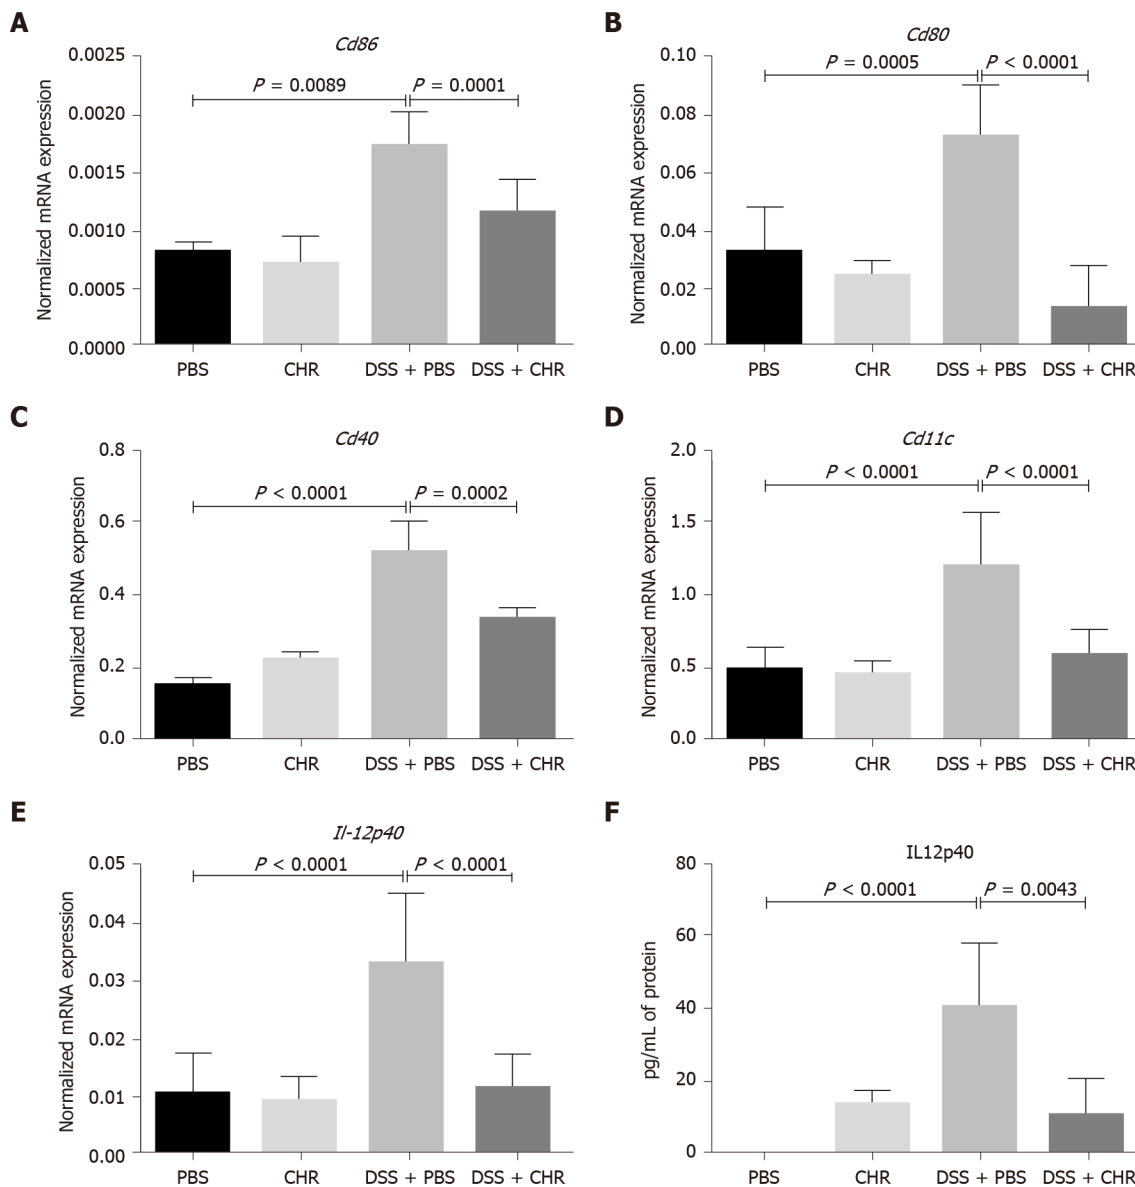 A
Cd86
Normalized mRNA expression
0.0025
0.0020
0.0015
0.0010
0.0005
0.0000
P = 0.0089
P = 0.0001
PBS
CHR
DSS + PBS
DSS + CHR
B
Cd80
Normalized mRNA expression
0.10
0.08
0.06
0.04
0.02
0.00
P = 0.0005
P < 0.0001
PBS
CHR
DSS + PBS
DSS + CHR
C
Cd40
Normalized mRNA expression
0.8
0.6
0.4
0.2
0.0
P < 0.0001
P = 0.0002
PBS
CHR
DSS + PBS
DSS + CHR
D
Cd11c
Normalized mRNA expression
2.0
1.5
1.0
0.5
0.0
P < 0.0001
P < 0.0001
PBS
CHR
DSS + PBS
DSS + CHR
E
Il-12p40
Normalized mRNA expression
0.05
0.04
0.03
0.02
0.01
0.00
P < 0.0001
P < 0.0001
PBS
CHR
DSS + PBS
DSS + CHR
F
IL12p40
pg/mL of protein
80
60
40
20
0
P < 0.0001
P = 0.0043
PBS
CHR
DSS + PBS
DSS + CHR